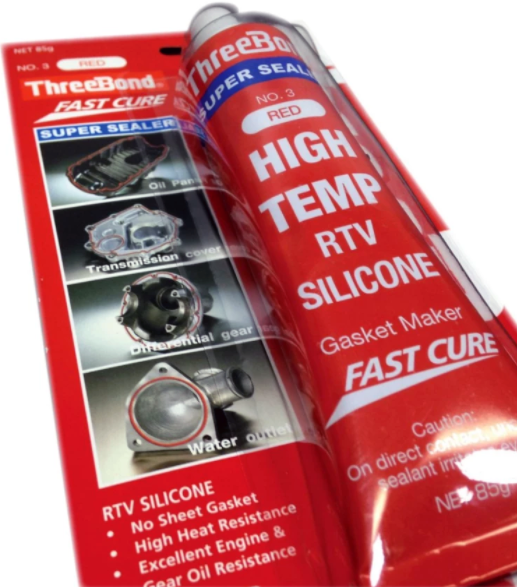 NET 85g
NO. 3 RED
ThreeBond®
FAST CURE
SUPER SEALER
Oil Pan
Transmission cover
Differential gear
Water outlet
RTV SILICONE
• No Sheet Gasket
• High Heat Resistance
• Excellent Engine &
Gear Oil Resistance
ThreeBond
SUPER SEALER
NO. 3
RED
HIGH
TEMP
RTV
SILICONE
Gasket Maker
FAST CURE
Caution:
On direct contact,
sealant
NET 85g